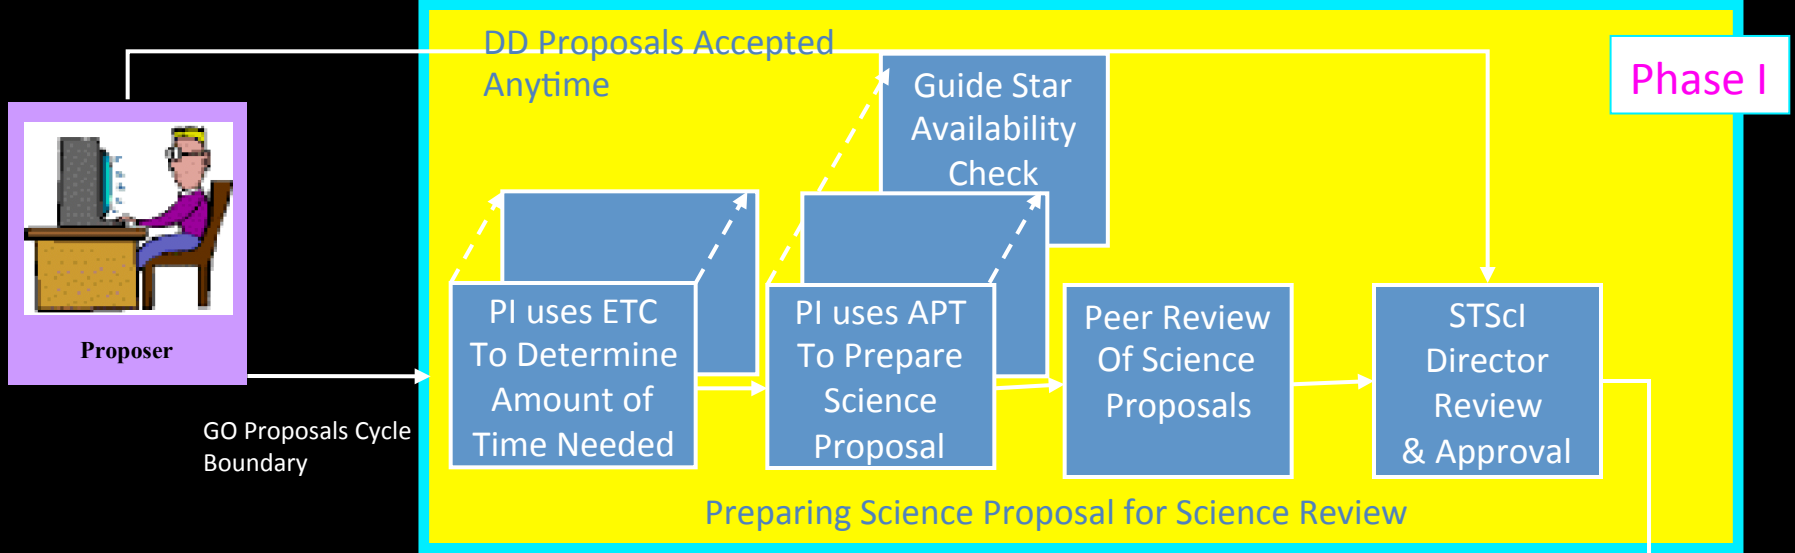 DD Proposals Accepted
Anytime
Phase I
Guide Star
Availability
Check
Proposer
GO Proposals Cycle
Boundary
PI uses ETC
To Determine
Amount of
Time Needed
PI uses APT
To Prepare
Science
Proposal
Peer Review
Of Science
Proposals
STScI
Director
Review
& Approval
Preparing Science Proposal for Science Review